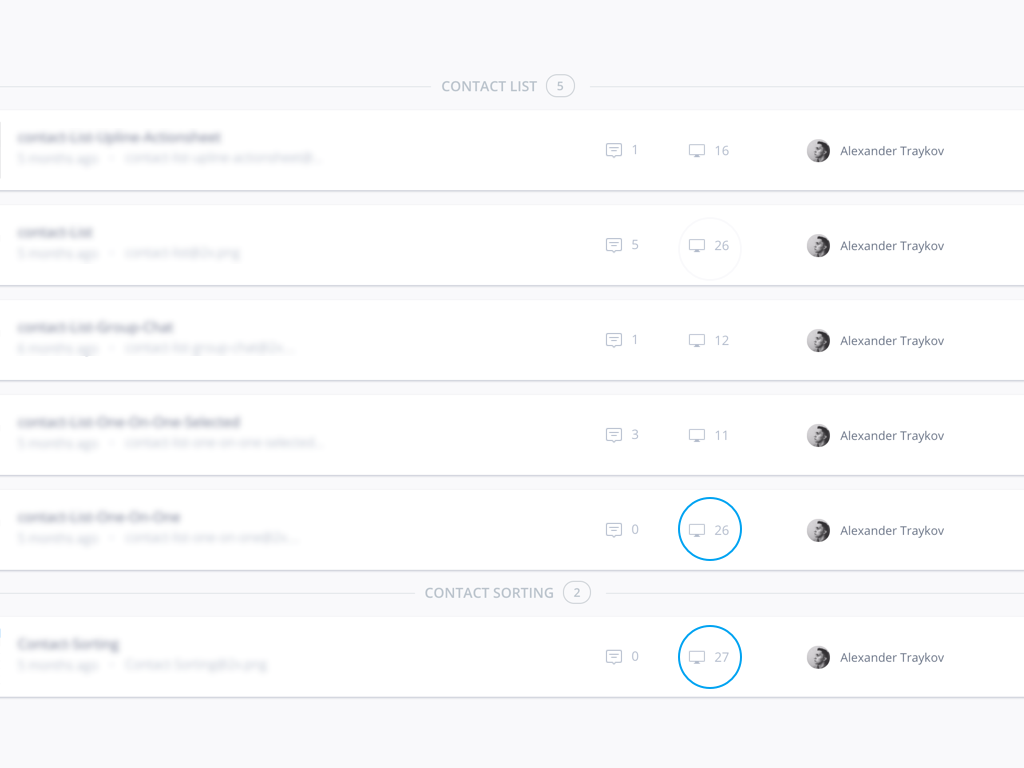 CONTACT LIST 5
contact-List-Upline-Actionsheet
5 months ago • contact-list-upline-actionsheet@...
1 16 Alexander Traykov
contact-List
5 months ago • contact-list@2x.png
5 26 Alexander Traykov
contact-List-Group-Chat
6 months ago • contact-list-group-chat@2x....
1 12 Alexander Traykov
contact-List-One-On-One-Selected
5 months ago • contact-list-one-on-one-selected...
3 11 Alexander Traykov
contact-List-One-On-One
5 months ago • contact-list-one-on-one@2x...
0 26 Alexander Traykov
CONTACT SORTING 2
Contact-Sorting
5 months ago • Contact-Sorting@2x.png
0 27 Alexander Traykov